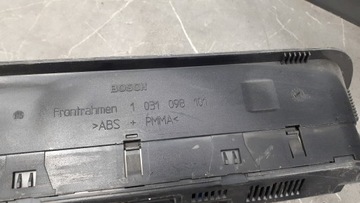 BOSCH
Frontrahmen 1 031 098 101
>ABS + PMMA<